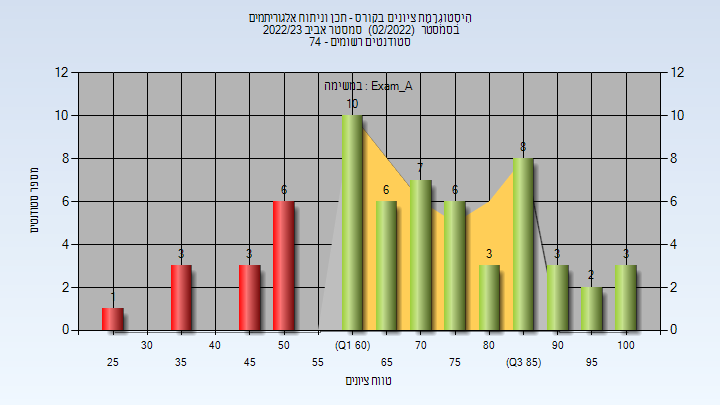 היסטוגרמת ציונים בקורס - תכן וניתוח אלגוריתמים
בסמסטר (02/2022) סמסטר אביב 2022/23
סטודנטים רשומים - 74
במשימה : Exam_A
12 12
10 10
8 8
6 6
4 4
2 2
0 0
1 3 3 6 10 6 7 6 3 8 3 2 3
מספר סטודנטים
30 40 50 (Q1 60) 70 80 90 100
25 35 45 55 65 75 (Q3 85) 95
טווח ציונים